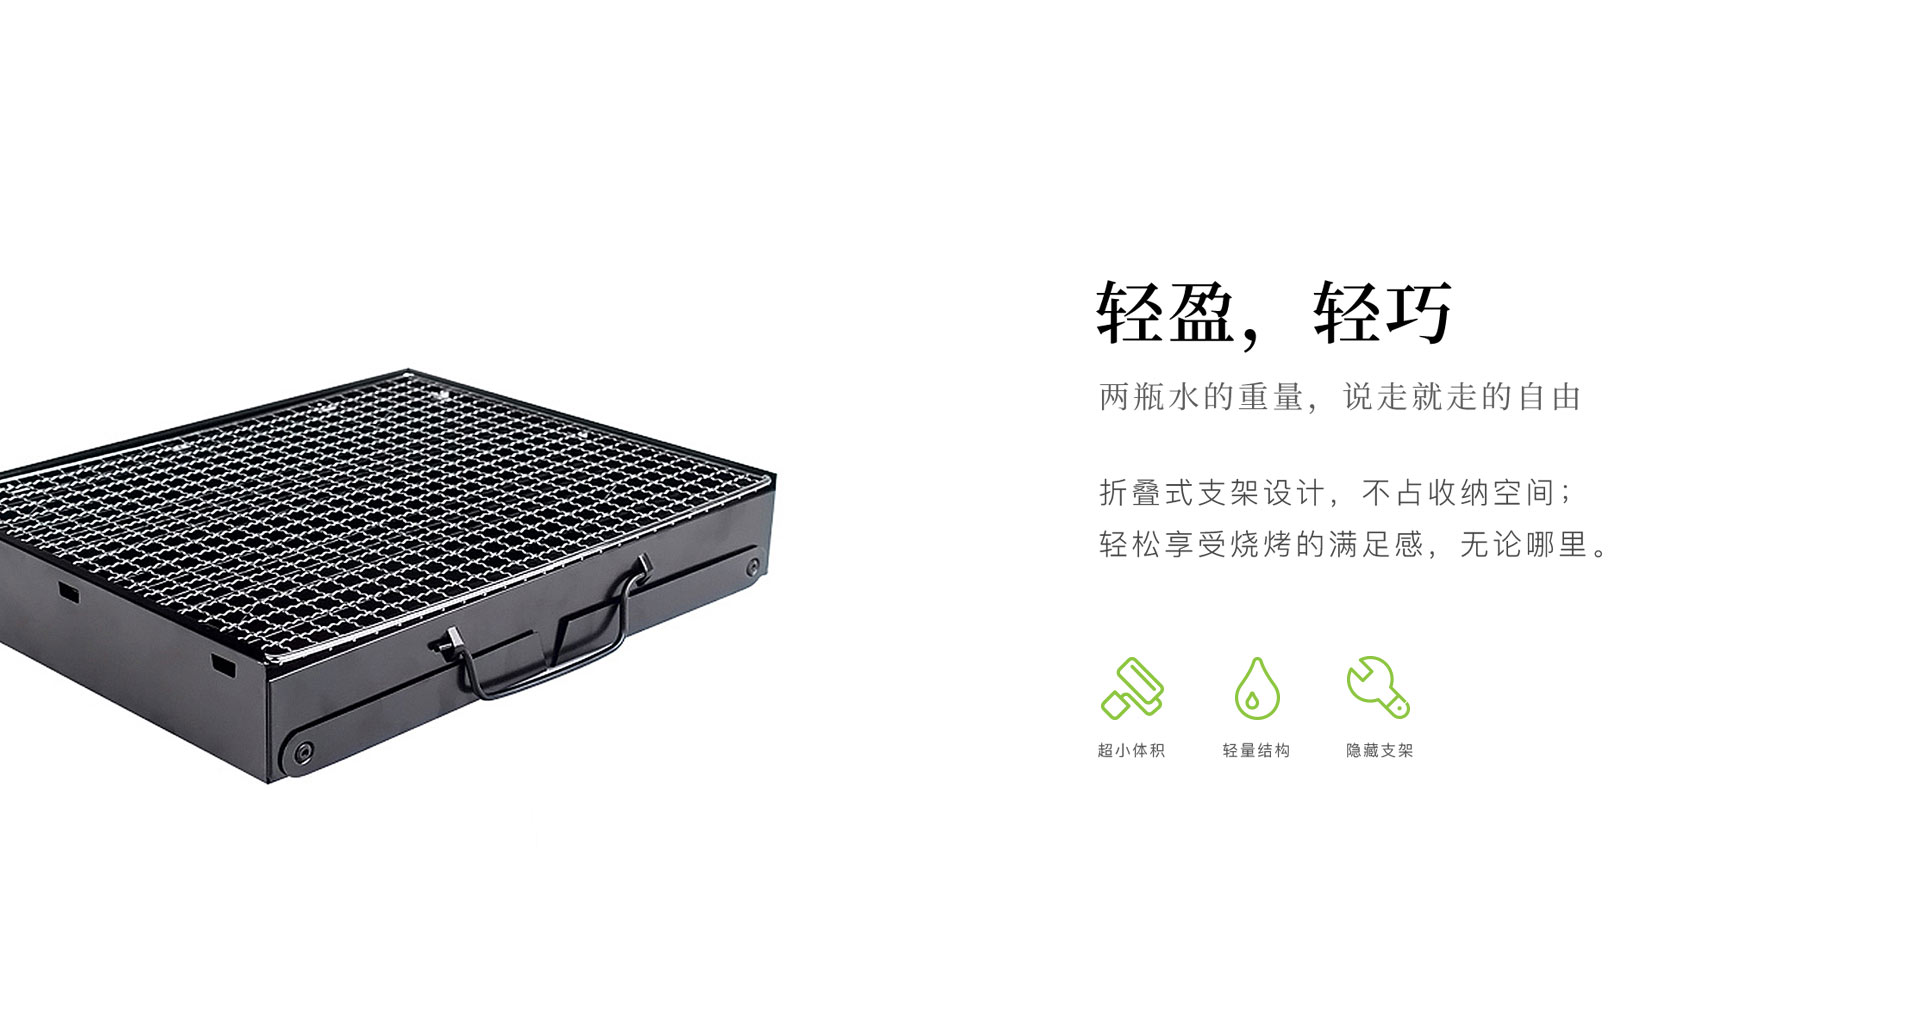 轻盈，轻巧
两瓶水的重量，说走就走的自由
折叠式支架设计，不占收纳空间；
轻松享受烧烤的满足感，无论哪里。
超小体积
轻量结构
隐藏支架